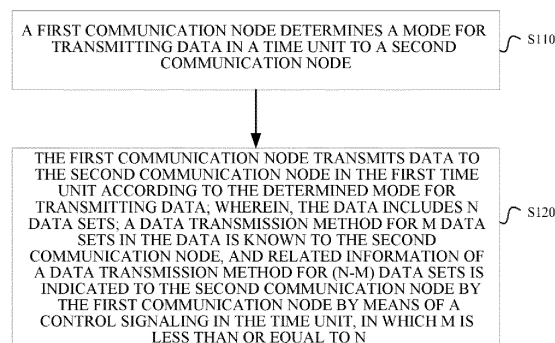 A FIRST COMMUNICATION NODE DETERMINES A MODE FOR
TRANSMITTING DATA IN A TIME UNIT TO A SECOND
COMMUNICATION NODE
S110
THE FIRST COMMUNICATION NODE TRANSMITS DATA TO
THE SECOND COMMUNICATION NODE IN THE FIRST TIME
UNIT ACCORDING TO THE DETERMINED MODE FOR
TRANSMITTING DATA; WHEREIN, THE DATA INCLUDES N
DATA SETS; A DATA TRANSMISSION METHOD FOR M DATA
SETS IN THE DATA IS KNOWN TO THE SECOND
COMMUNICATION NODE, AND RELATED INFORMATION OF
A DATA TRANSMISSION METHOD FOR (N-M) DATA SETS IS
INDICATED TO THE SECOND COMMUNICATION NODE BY
THE FIRST COMMUNICATION NODE BY MEANS OF A
CONTROL SIGNALING IN THE TIME UNIT, IN WHICH M IS
LESS THAN OR EQUAL TO N
S120